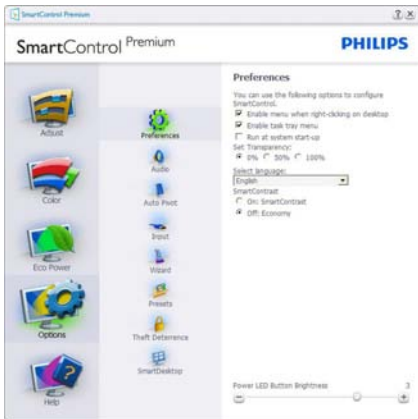 SmartControl Premium
SmartControl Premium
PHILIPS
Adjust
Color
Eco Power
Options
Help
Preferences
Audio
Auto Pivot
Input
Wizard
Presets
Theft Deterrence
SmartDesktop
Preferences
You can use the following options to configure
SmartControl.
Enable menu when right-clicking on desktop
Enable task tray menu
Run at system start-up
Set Transparency:
0% 50% 100%
Select language:
English
SmartContrast
On: SmartContrast
Off: Economy
Power LED Button Brightness 3